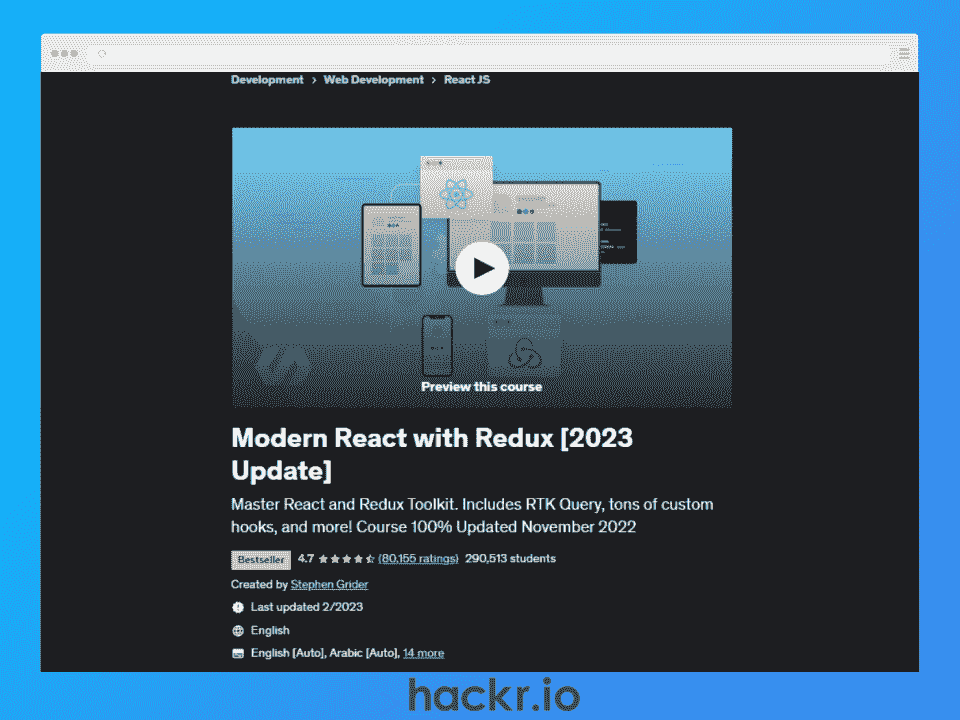 Development > Web Development > React JS
Preview this course
Modern React with Redux [2023
Update]
Master React and Redux Toolkit. Includes RTK Query, tons of custom
hooks, and more! Course 100% Updated November 2022
Bestseller 4.7 (80,155 ratings) 290,513 students
Created by Stephen Grider
Last updated 2/2023
English
English [Auto], Arabic [Auto], 14 more
hackr.io